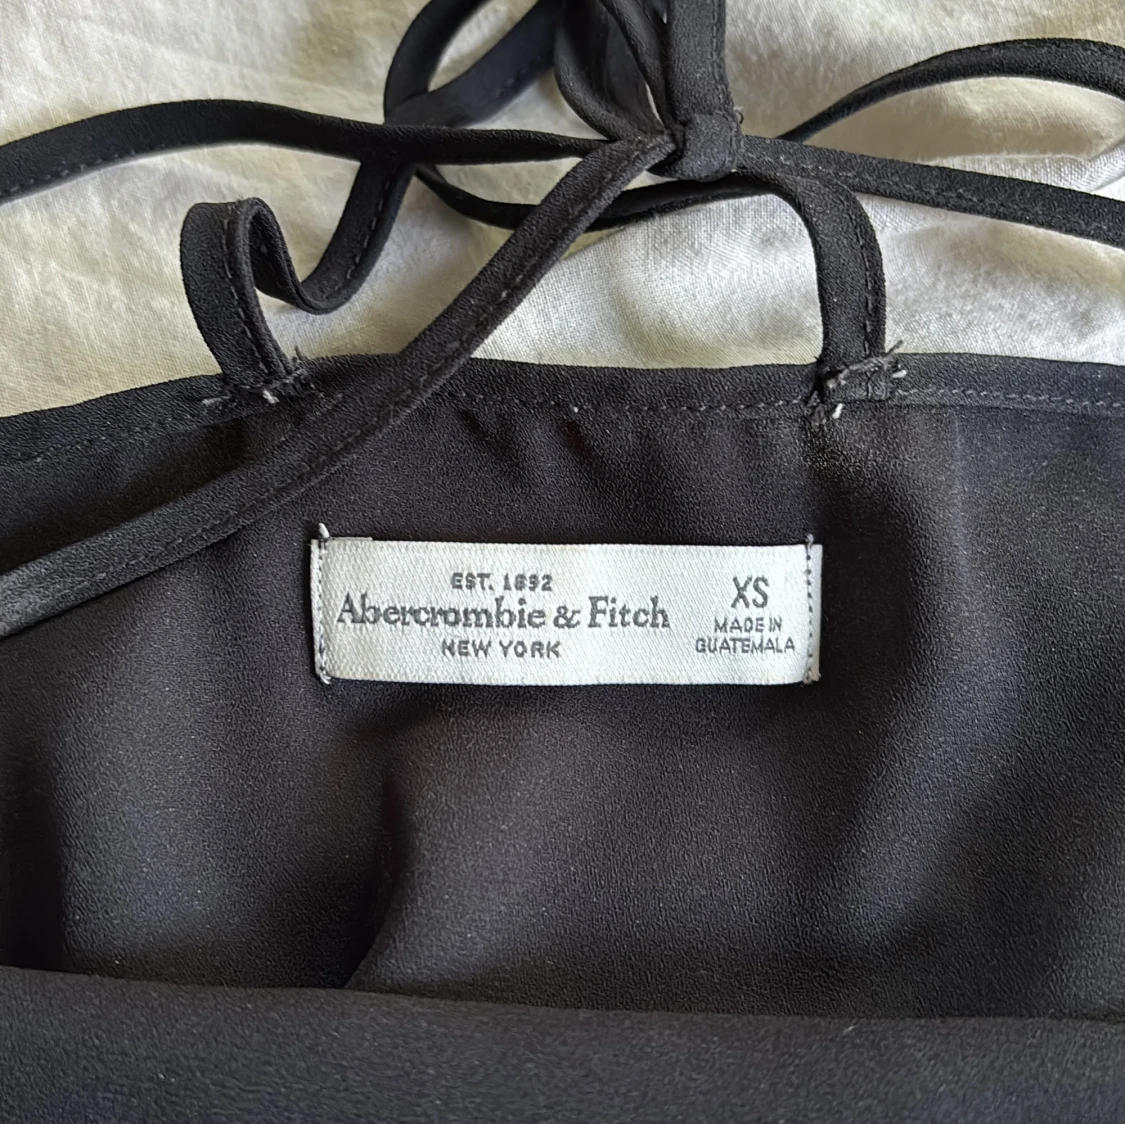 EST. 1892
Abercrombie & Fitch
NEW YORK
XS
MADE IN
GUATEMALA